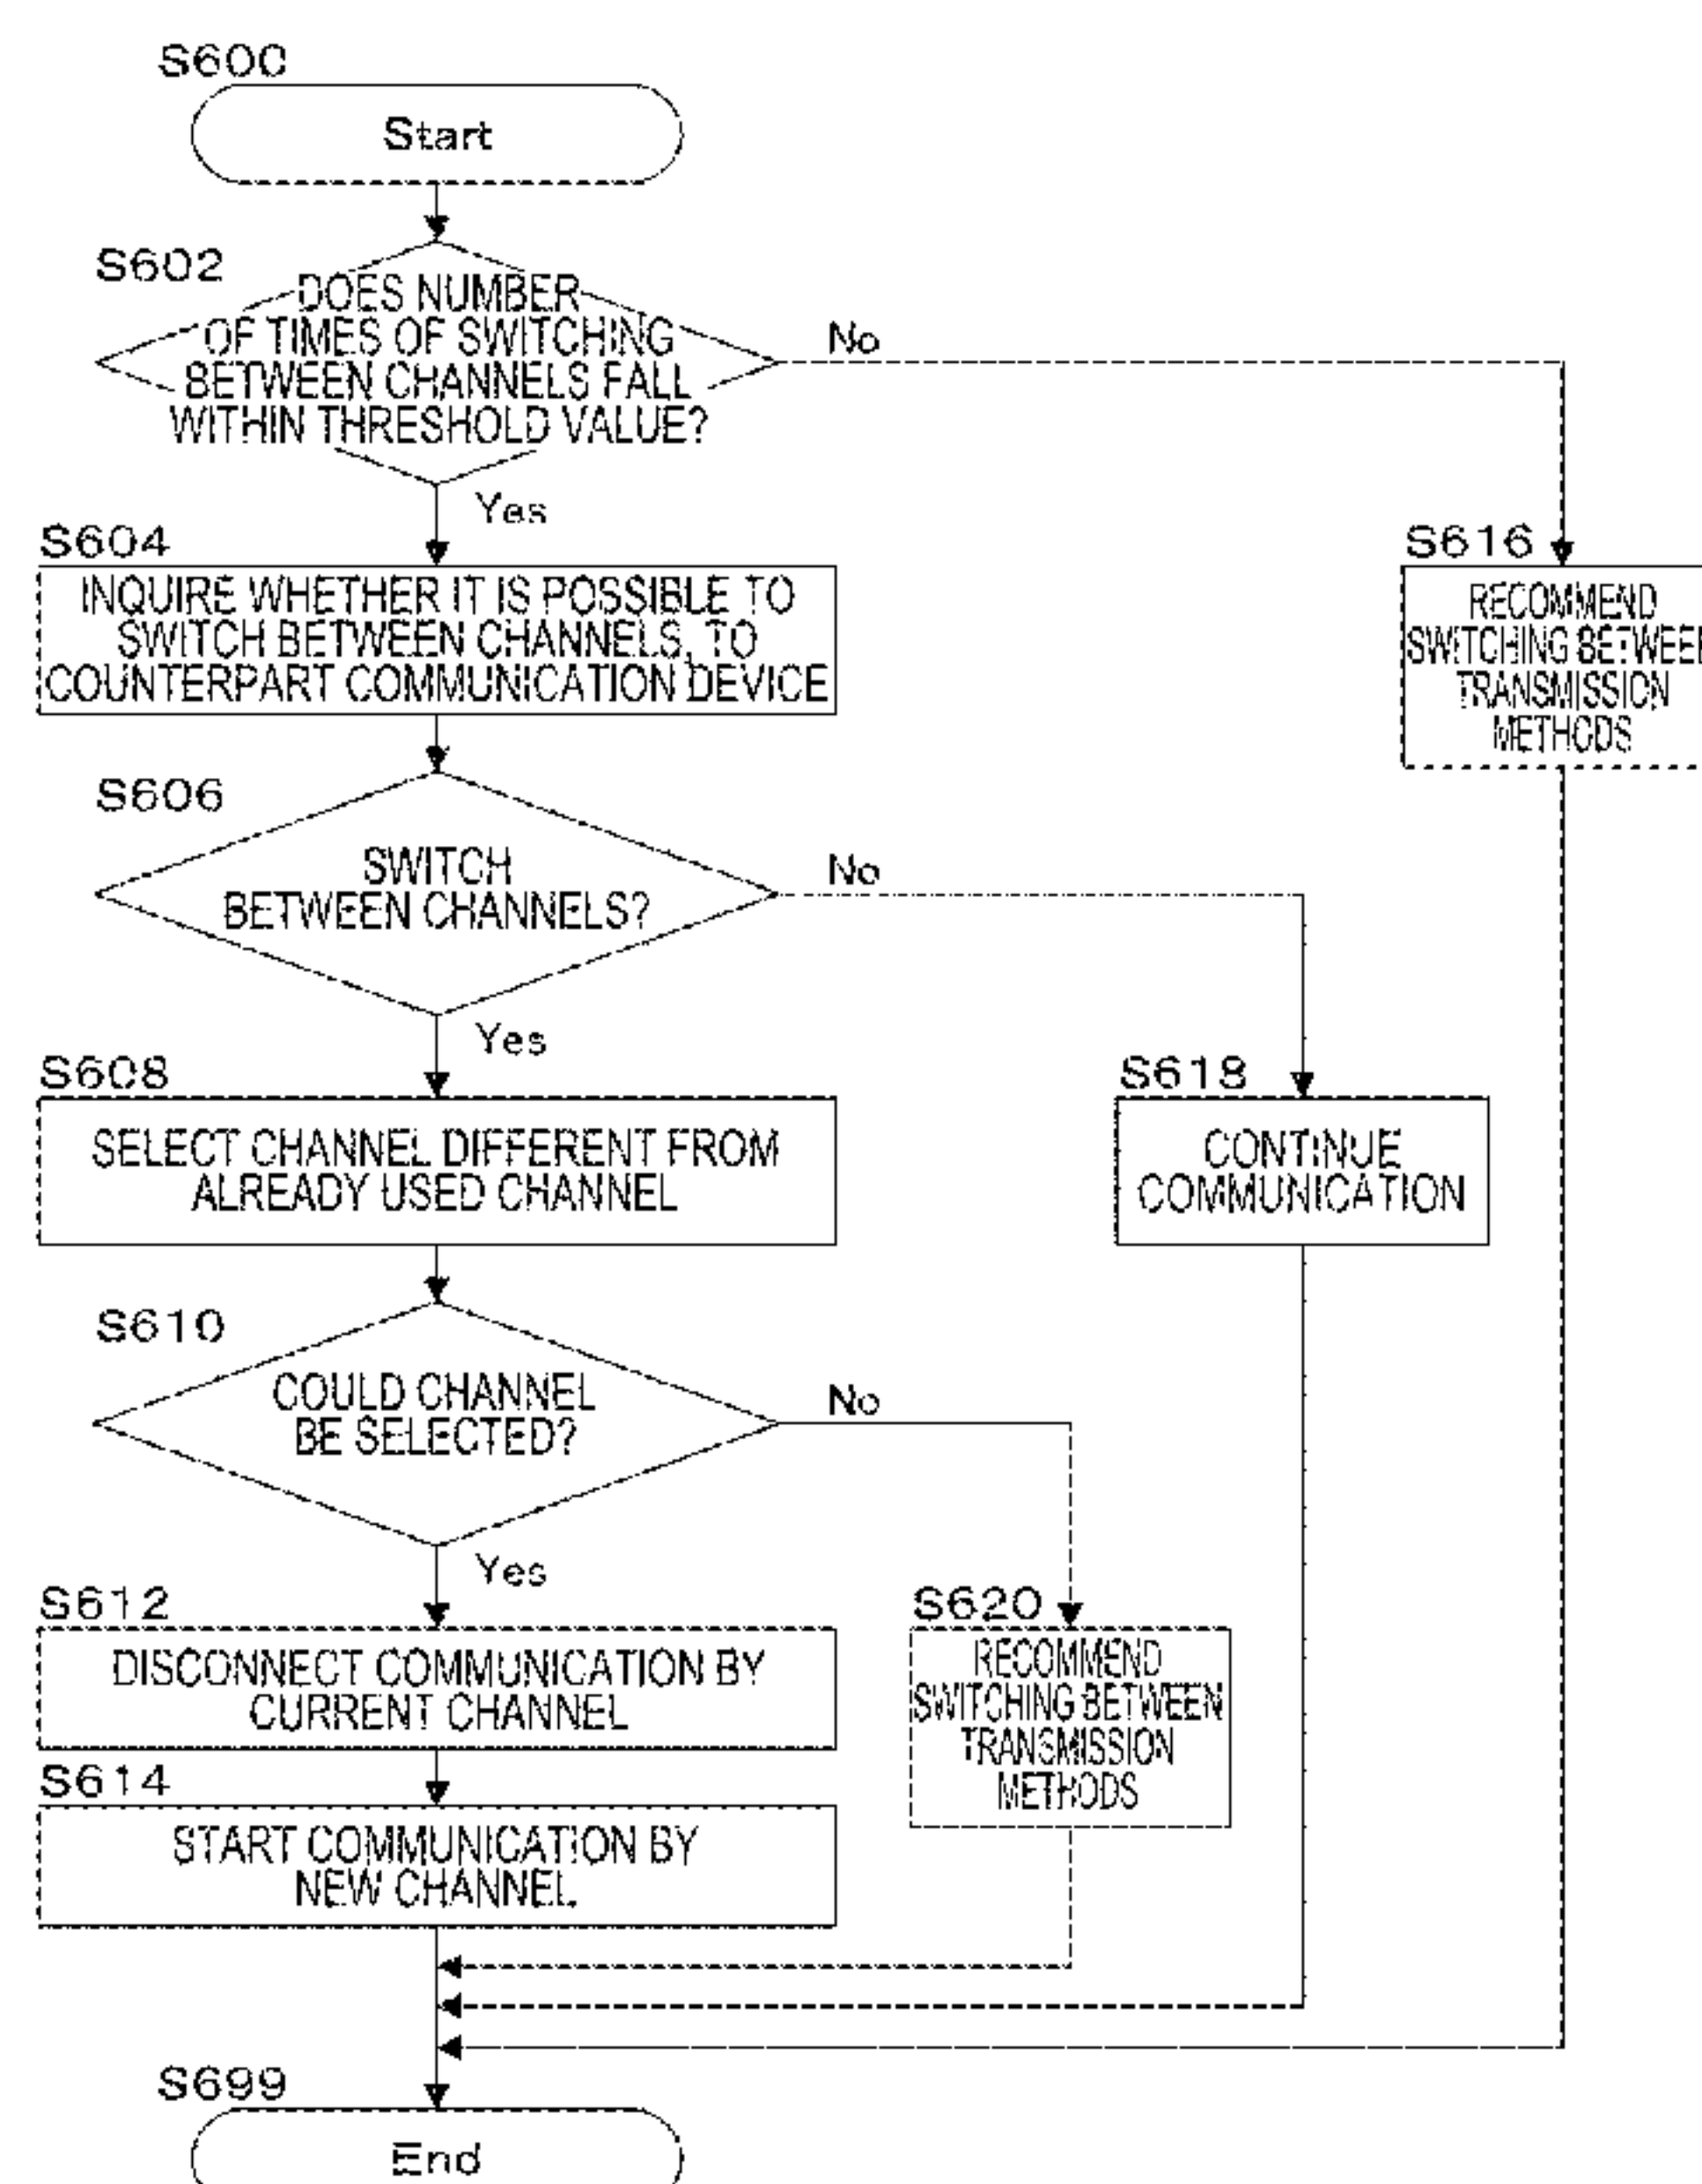 S600
Start
S602
DOES NUMBER
OF TIMES OF SWITCHING
BETWEEN CHANNELS FALL
WITHIN THRESHOLD VALUE?
No
Yes
S604
INQUIRE WHETHER IT IS POSSIBLE TO
SWITCH BETWEEN CHANNELS, TO
COUNTERPART COMMUNICATION DEVICE
S616
RECOMMEND
SWITCHING BETWEEN
TRANSMISSION
METHODS
S606
SWITCH
BETWEEN CHANNELS?
No
Yes
S608
SELECT CHANNEL DIFFERENT FROM
ALREADY USED CHANNEL
S618
CONTINUE
COMMUNICATION
S610
COULD CHANNEL
BE SELECTED?
No
Yes
S612
DISCONNECT COMMUNICATION BY
CURRENT CHANNEL
S620
RECOMMEND
SWITCHING BETWEEN
TRANSMISSION
METHODS
S614
START COMMUNICATION BY
NEW CHANNEL
S699
End